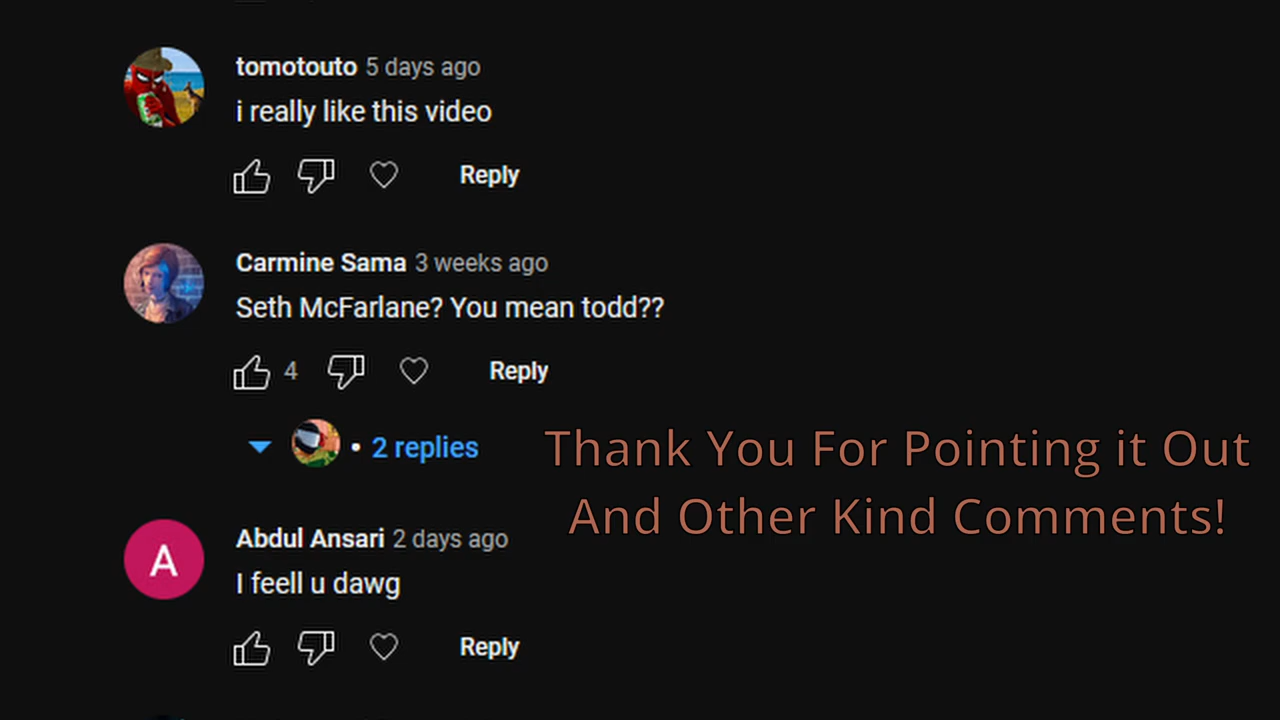 tomotouto 5 days ago
i really like this video
Reply
Carmine Sama 3 weeks ago
Seth McFarlane? You mean todd??
4 Reply
• 2 replies
Thank You For Pointing it Out
And Other Kind Comments!
A
Abdul Ansari 2 days ago
I feell u dawg
Reply